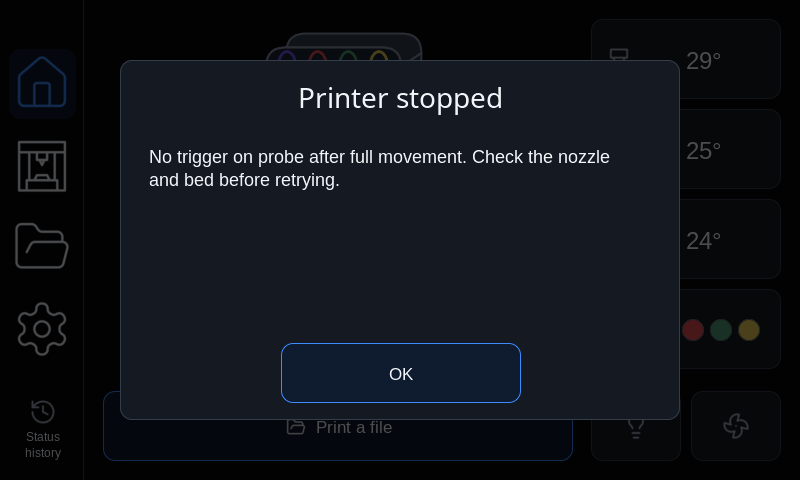 Printer stopped
No trigger on probe after full movement. Check the nozzle
and bed before retrying.
OK
29°
25°
24°
Print a file
Status
history